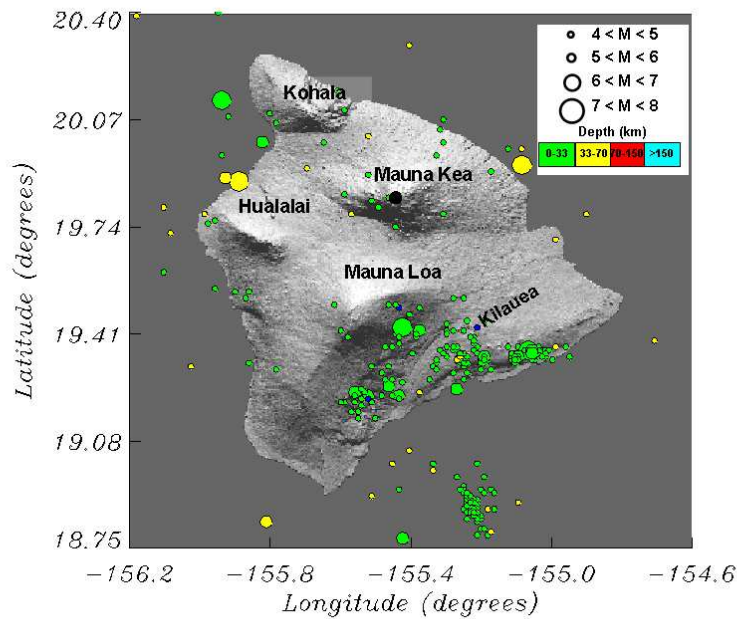 20.40
20.07
19.74
19.41
19.08
18.75
Latitude (degrees)
4 < M < 5
5 < M < 6
6 < M < 7
7 < M < 8
Depth (km)
0-33 33-70 70-150 >150
Kohala
Mauna Kea
Hualalai
Mauna Loa
Kilauea
-156.2 -155.8 -155.4 -155.0 -154.6
Longitude (degrees)